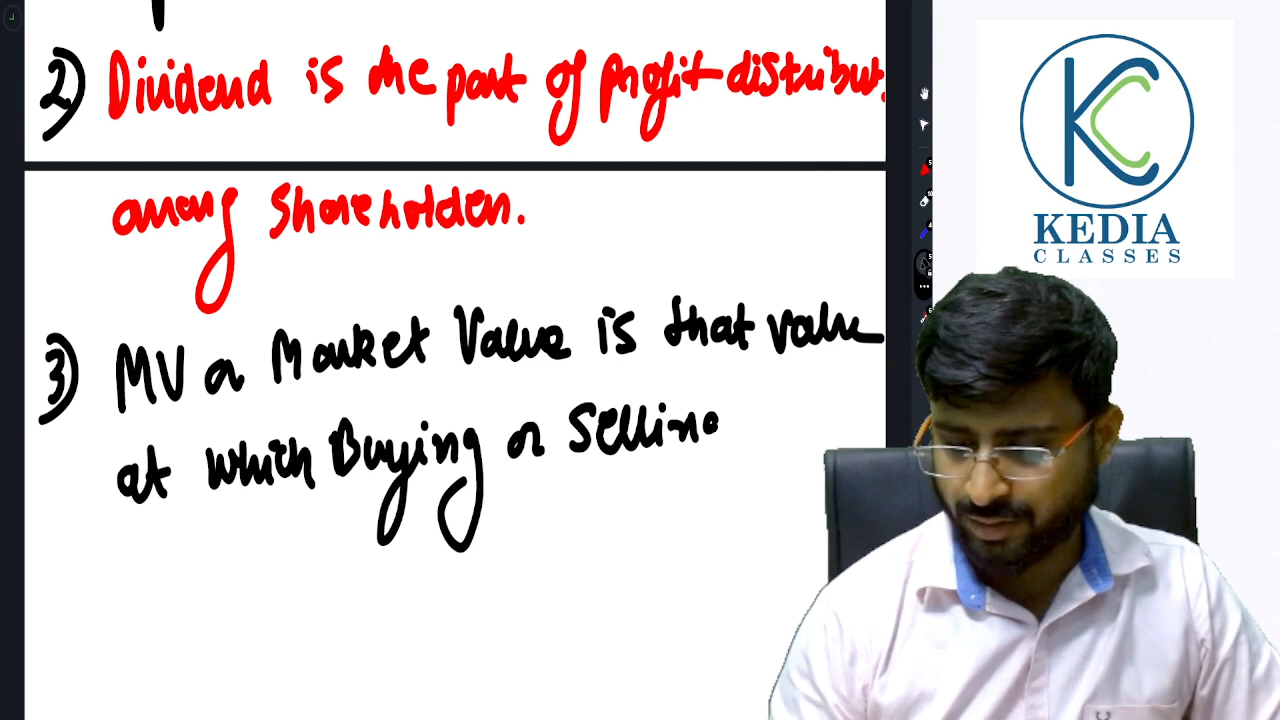 2) Dividend is the part of profit distribut.
among Shareholders.
3) MV or Market Value is that value
at which Buying or Selling
KC
KEDIA
CLASSES